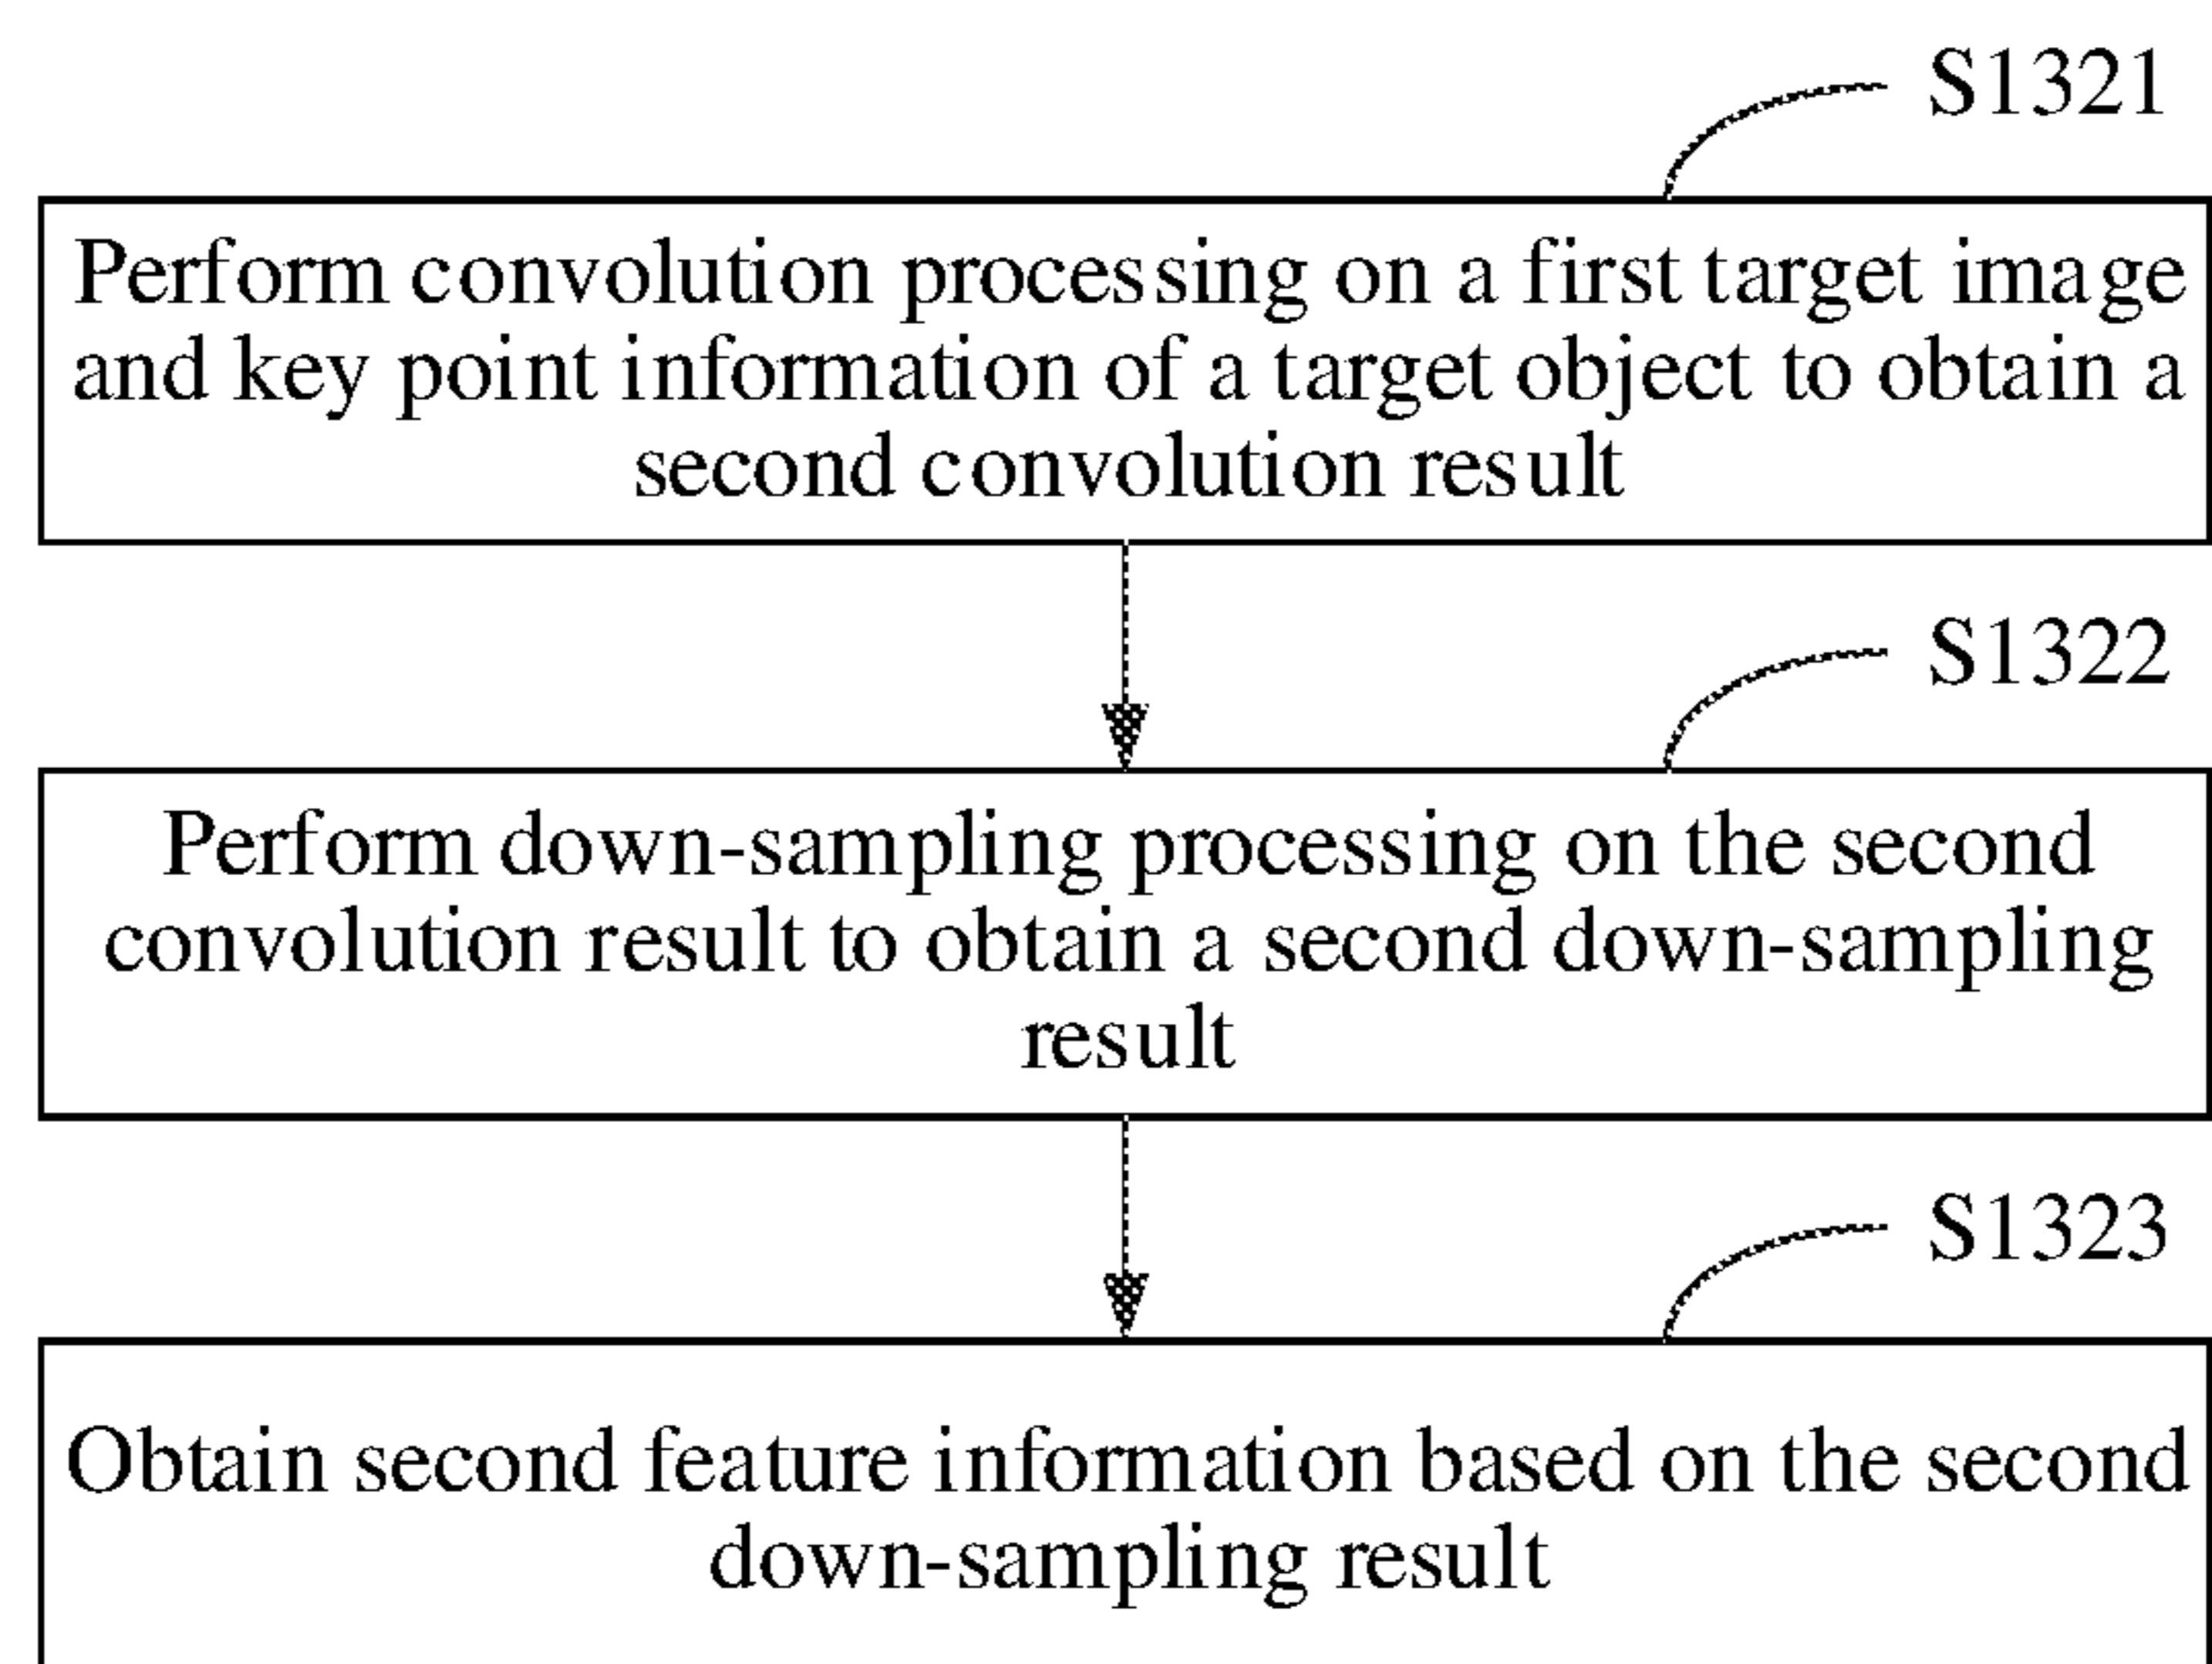 S1321
Perform convolution processing on a first target image
and key point information of a target object to obtain a
second convolution result
S1322
Perform down-sampling processing on the second
convolution result to obtain a second down-sampling
result
S1323
Obtain second feature information based on the second
down-sampling result